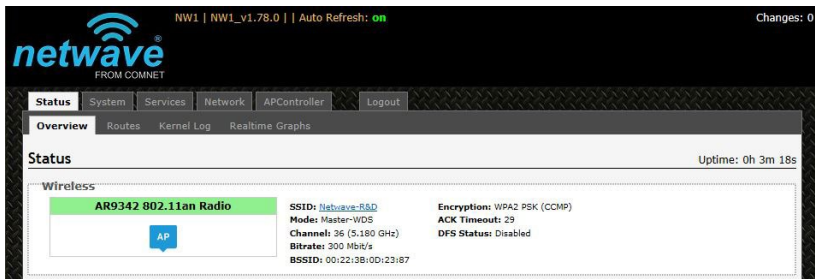 NW1 | NW1_v1.78.0 | | Auto Refresh: on
Changes: 0
netwave®
FROM COMNET
Status System Services Network APController Logout
Overview Routes Kernel Log Realtime Graphs
Status
Uptime: 0h 3m 18s
Wireless
AR9342 802.11an Radio
AP
SSID: Netwave-R&D
Mode: Master-WDS
Channel: 36 (5.180 GHz)
Bitrate: 300 Mbit/s
BSSID: 00:22:3B:0D:23:87
Encryption: WPA2 PSK (CCMP)
ACK Timeout: 29
DFS Status: Disabled